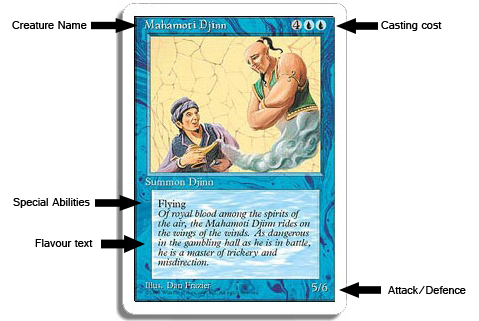 Creature Name
Mahamoti Djinn
4
Casting cost
Summon Djinn
Special Abilities
Flying
Of royal blood among the spirits of
the air, the Mahamoti Djinn rides on
the wings of the winds. As dangerous
in the gambling hall as he is in battle,
he is a master of trickery and
misdirection.
Flavour text
Illus. Dan Frazier
5/6
Attack/Defence